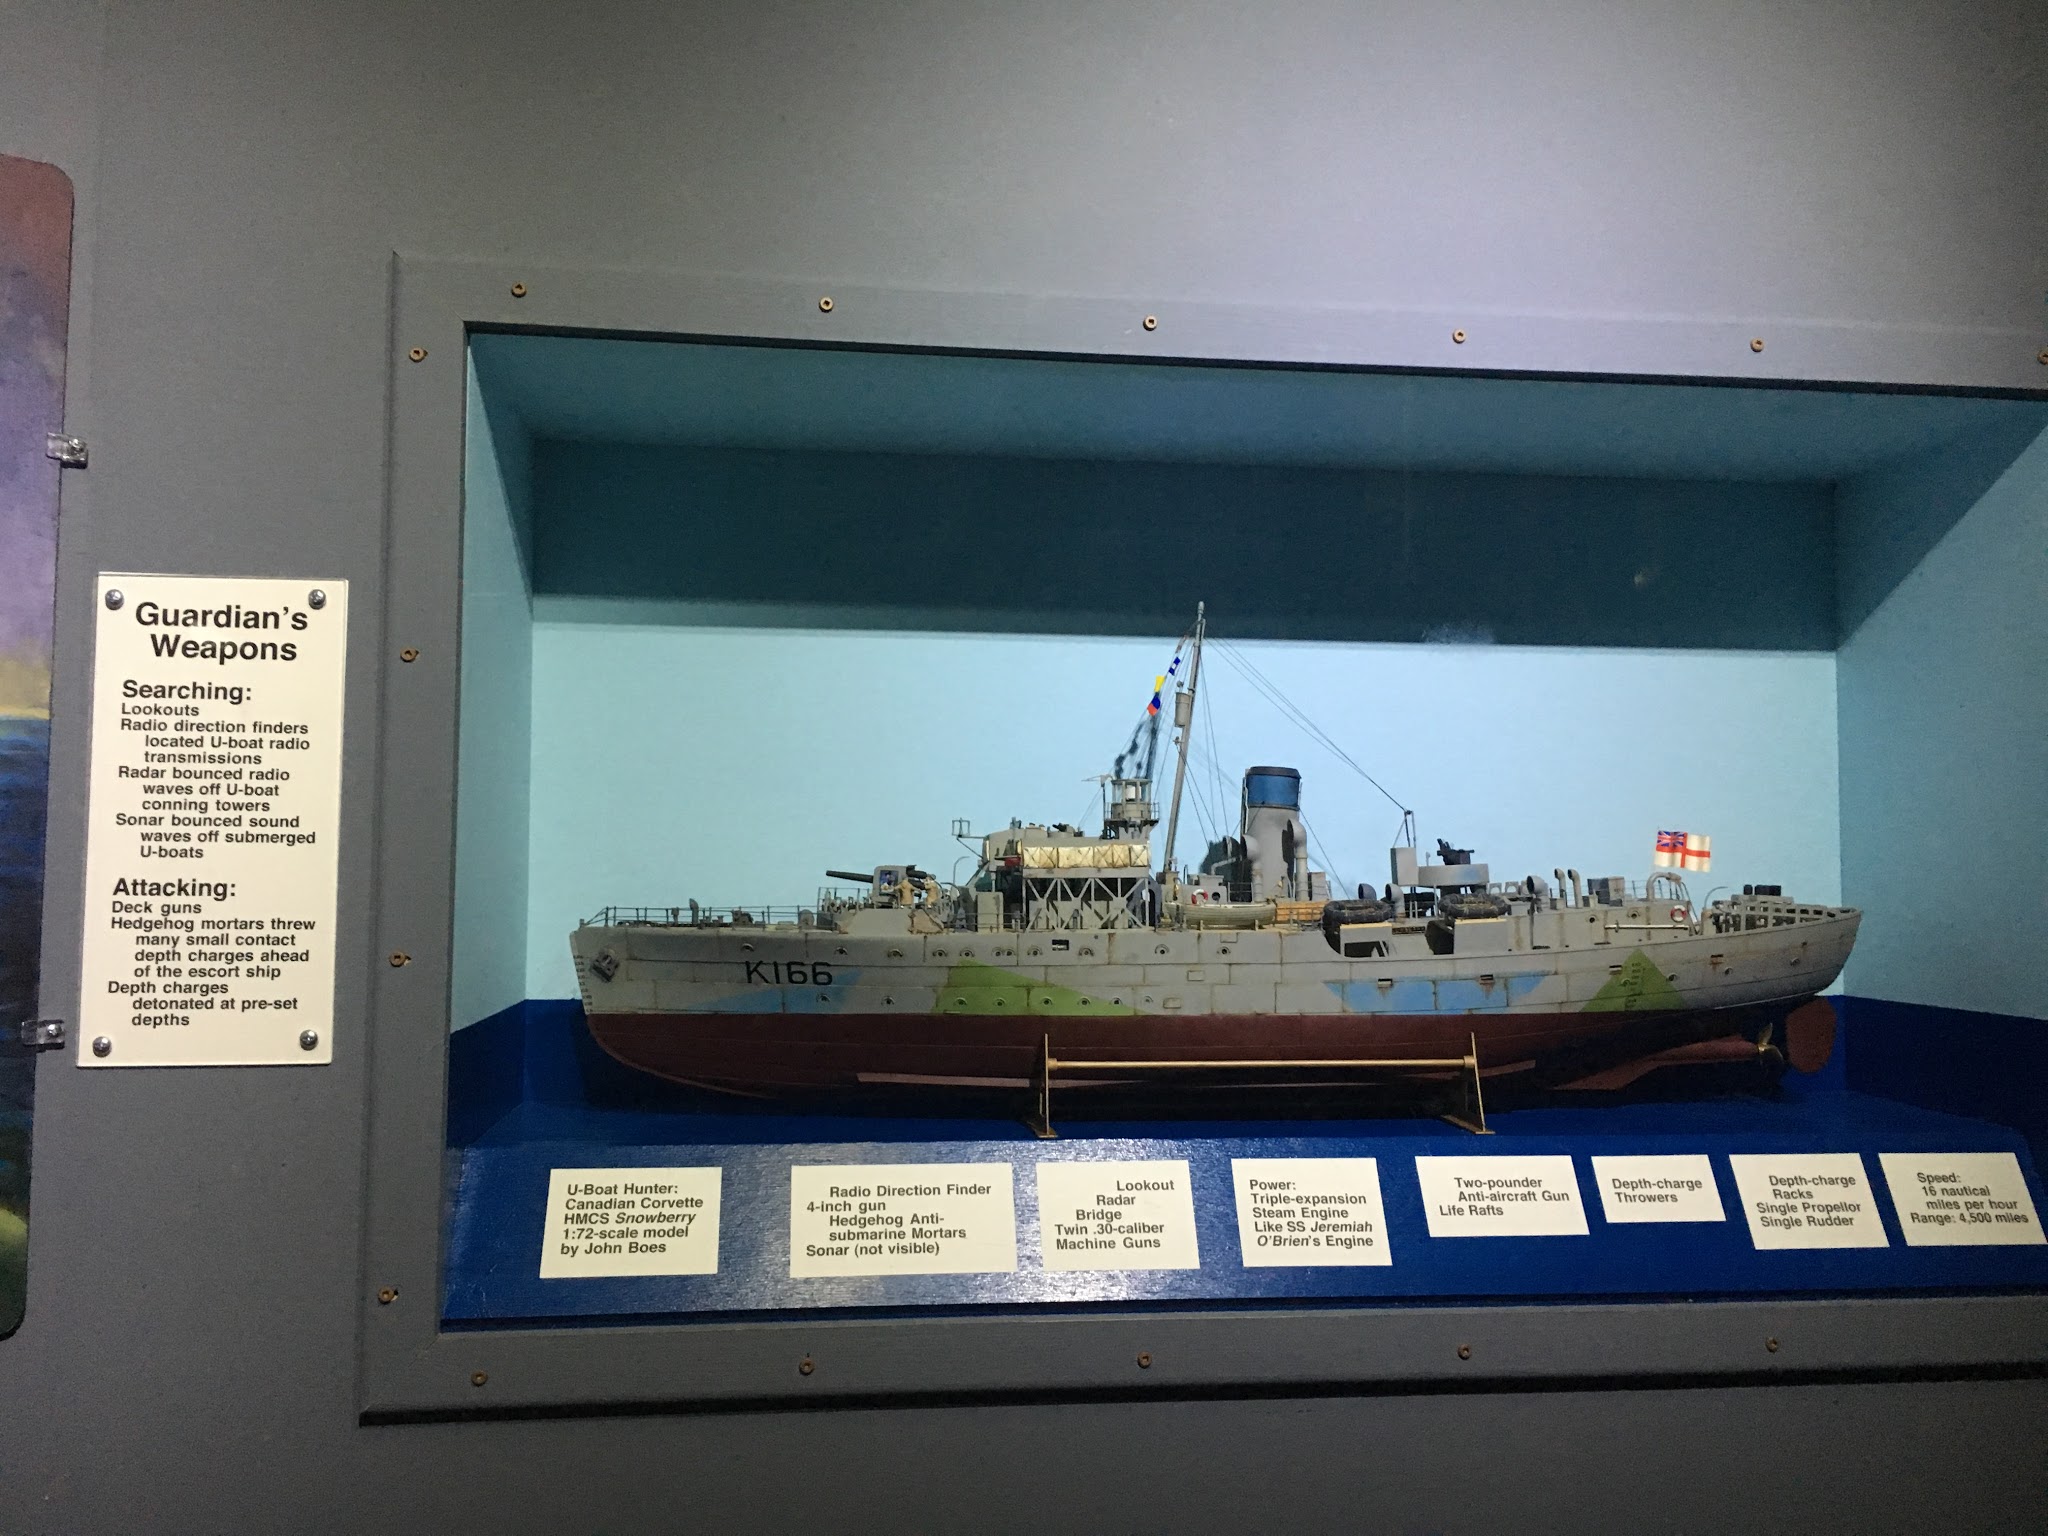 Guardian's
Weapons
Searching:
Lookouts
Radio direction finders
located U-boat radio
transmissions
Radar bounced radio
waves off U-boat
conning towers
Sonar bounced sound
waves off submerged
U-boats
Attacking:
Deck guns
Hedgehog mortars threw
many small contact
depth charges ahead
of the escort ship
Depth charges
detonated at pre-set
depths
K166
U-Boat Hunter:
Canadian Corvette
HMCS Snowberry
1:72-scale model
by John Boes
Radio Direction Finder
4-inch gun
Hedgehog Anti-
submarine Mortars
Sonar (not visible)
Lookout
Radar
Bridge
Twin .30-caliber
Machine Guns
Power:
Triple-expansion
Steam Engine
Like SS Jeremiah
O'Brien's Engine
Two-pounder
Anti-aircraft Gun
Life Rafts
Depth-charge
Throwers
Depth-charge
Racks
Single Propellor
Single Rudder
Speed:
16 nautical
miles per hour
Range: 4,500 miles